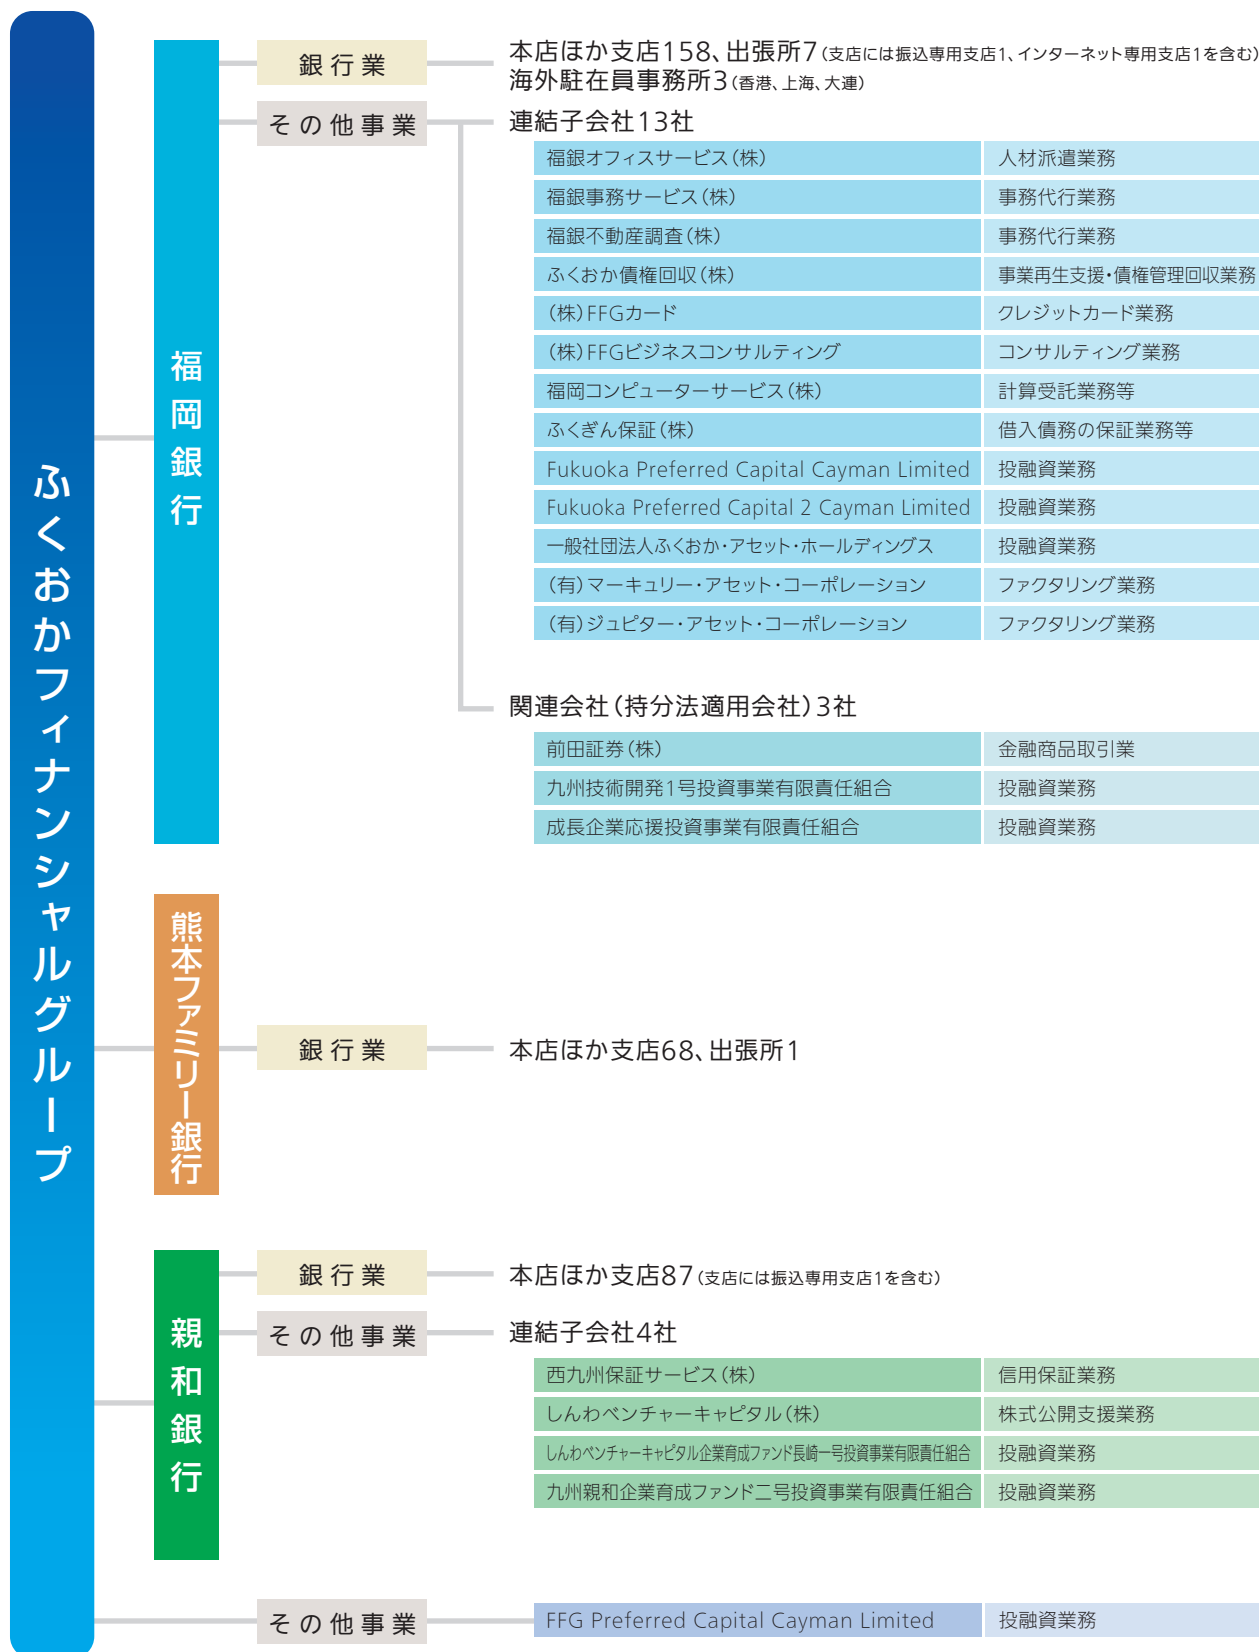 ふくおかフィナンシャルグループ
福岡銀行
銀行業
本店ほか支店158、出張所7(支店には振込専用支店1、インターネット専用支店1を含む)
海外駐在員事務所3(香港、上海、大連)
その他事業
連結子会社13社
福銀オフィスサービス(株) 人材派遣業務
福銀事務サービス(株) 事務代行業務
福銀不動産調査(株) 事務代行業務
ふくおか債権回収(株) 事業再生支援・債権管理回収業務
(株)FFGカード クレジットカード業務
(株)FFGビジネスコンサルティング コンサルティング業務
福岡コンピューターサービス(株) 計算受託業務等
ふくぎん保証(株) 借入債務の保証業務等
Fukuoka Preferred Capital Cayman Limited 投融資業務
Fukuoka Preferred Capital 2 Cayman Limited 投融資業務
一般社団法人ふくおか・アセット・ホールディングス 投融資業務
(有)マーキュリー・アセット・コーポレーション ファクタリング業務
(有)ジュピター・アセット・コーポレーション ファクタリング業務
関連会社(持分法適用会社)3社
前田証券(株) 金融商品取引業
九州技術開発1号投資事業有限責任組合 投融資業務
成長企業応援投資事業有限責任組合 投融資業務
熊本ファミリー銀行
銀行業
本店ほか支店68、出張所1
親和銀行
銀行業
本店ほか支店87(支店には振込専用支店1を含む)
その他事業
連結子会社4社
西九州保証サービス(株) 信用保証業務
しんわベンチャーキャピタル(株) 株式公開支援業務
しんわベンチャーキャピタル企業育成ファンド長崎一号投資事業有限責任組合 投融資業務
九州親和企業育成ファンド二号投資事業有限責任組合 投融資業務
その他事業
FFG Preferred Capital Cayman Limited 投融資業務